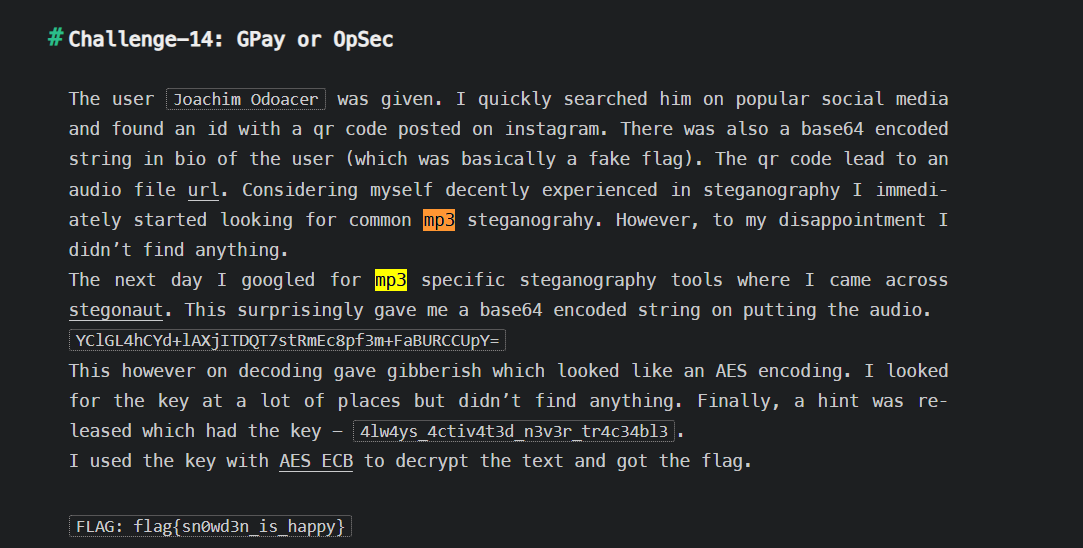 # Challenge–14: GPay or OpSec
The user Joachim Odoacer was given. I quickly searched him on popular social media
and found an id with a qr code posted on instagram. There was also a base64 encoded
string in bio of the user (which was basically a fake flag). The qr code lead to an
audio file url. Considering myself decently experienced in steganography I immedi-
ately started looking for common mp3 steganograhy. However, to my disappointment I
didn’t find anything.
The next day I googled for mp3 specific steganography tools where I came across
stegonaut. This surprisingly gave me a base64 encoded string on putting the audio.
YClGL4hCYd+lAXjITDQT7stRmEc8pf3m+FaBURCCUpY=
This however on decoding gave gibberish which looked like an AES encoding. I looked
for the key at a lot of places but didn’t find anything. Finally, a hint was re-
leased which had the key – 4lw4ys_4ctiv4t3d_n3v3r_tr4c34bl3.
I used the key with AES ECB to decrypt the text and got the flag.
FLAG: flag{sn0wd3n_is_happy}